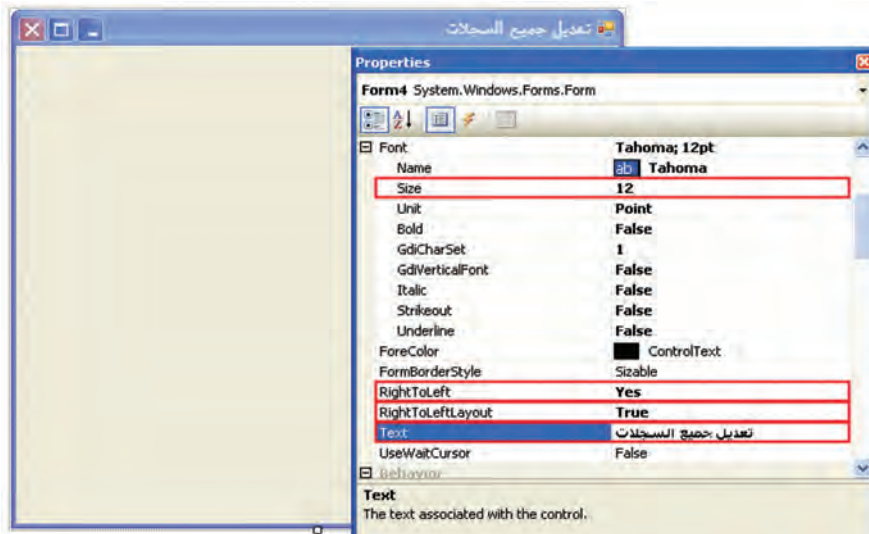 تعديل جميع السجلات
Properties
Form4 System.Windows.Forms.Form
Font Tahoma; 12pt
Name ab Tahoma
Size 12
Unit Point
Bold False
GdiCharSet 1
GdiVerticalFont False
Italic False
Strikeout False
Underline False
ForeColor ControlText
FormBorderStyle Sizable
RightToLeft Yes
RightToLeftLayout True
Text تعديل جميع السجلات
UseWaitCursor False
Behavior
Text
The text associated with the control.